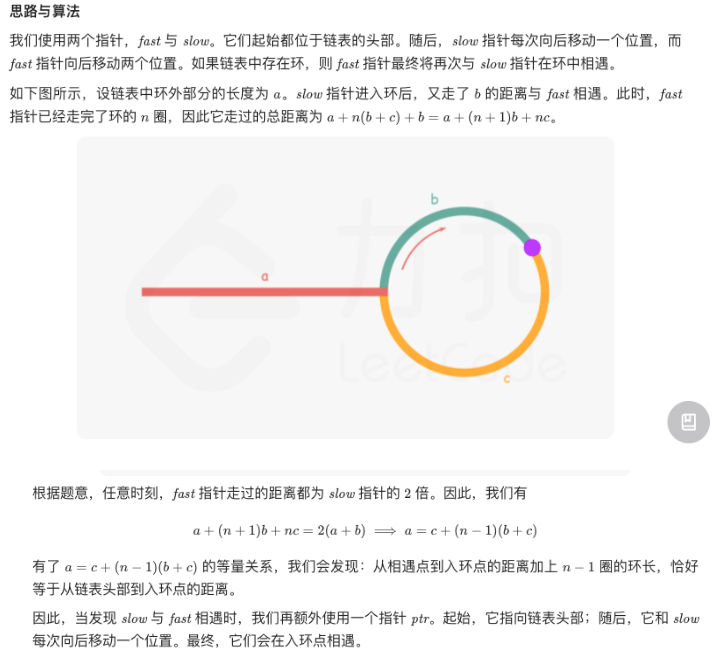 思路与算法
我们使用两个指针，fast 与 slow。它们起始都位于链表的头部。随后，slow 指针每次向后移动一个位置，而
fast 指针向后移动两个位置。如果链表中存在环，则 fast 指针最终将再次与 slow 指针在环中相遇。
如下图所示，设链表中环外部分的长度为 a。slow 指针进入环后，又走了 b 的距离与 fast 相遇。此时，fast
指针已经走完了环的 n 圈，因此它走过的总距离为 a + n(b + c) + b = a + (n + 1)b + nc。
b
a
力扣
LeetCode
c
根据题意，任意时刻，fast 指针走过的距离都为 slow 指针的 2 倍。因此，我们有
a + (n + 1)b + nc = 2(a + b) ⟹ a = c + (n − 1)(b + c)
有了 a = c + (n − 1)(b + c) 的等量关系，我们会发现：从相遇点到入环点的距离加上 n − 1 圈的环长，恰好
等于从链表头部到入环点的距离。
因此，当发现 slow 与 fast 相遇时，我们再额外使用一个指针 ptr。起始，它指向链表头部；随后，它和 slow
每次向后移动一个位置。最终，它们会在入环点相遇。